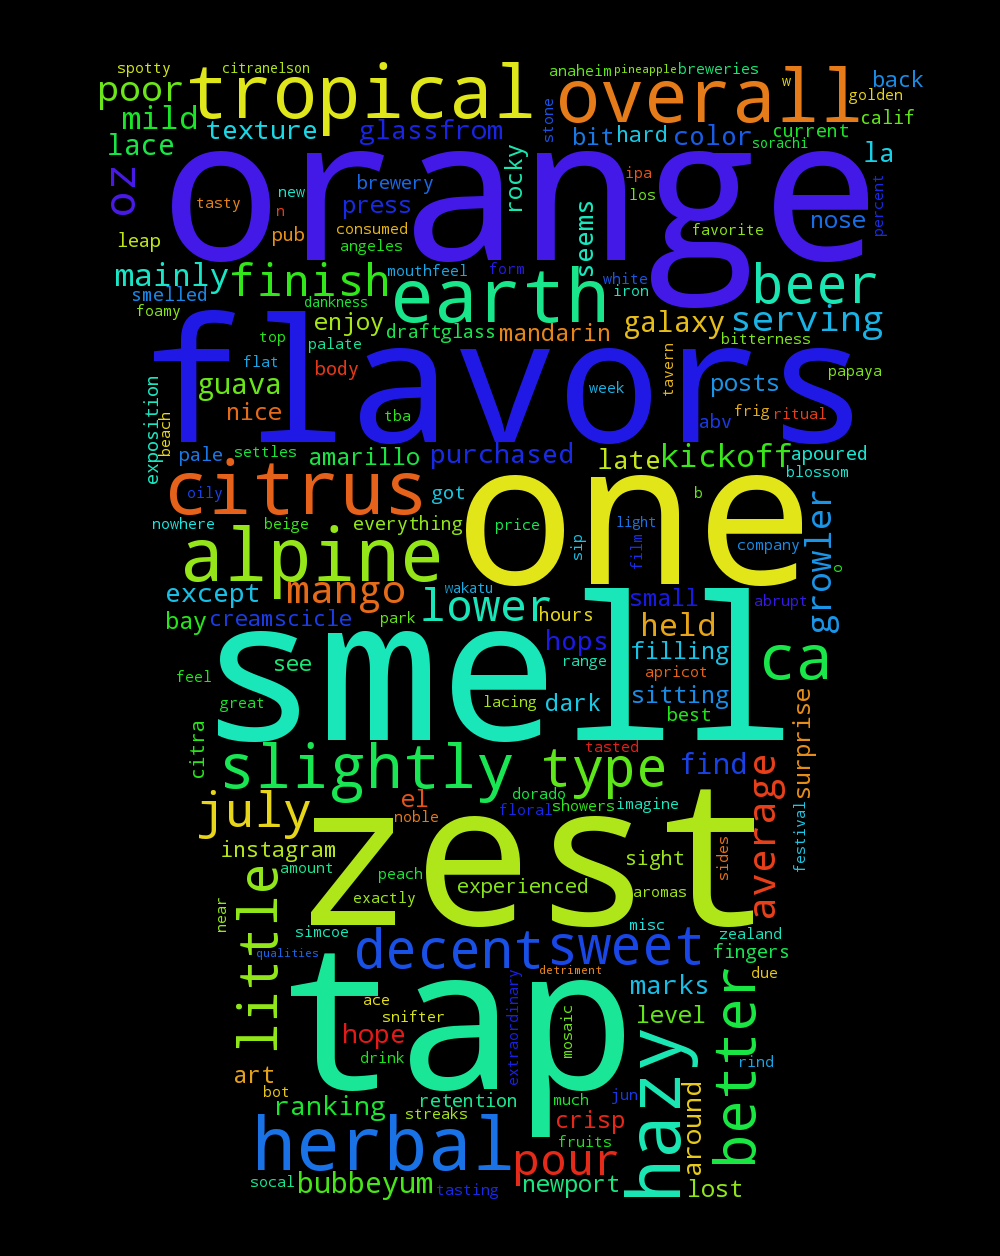 spotty
citranelson
tropical
anaheim
pineapple
breweries
overall
w
back
golden
poor
mild
texture
glassfrom
stone
bit
hard
color
current
calif
sorachi
lace
orange
la
oz
tasty
new
n
brewery
press
rocky
ipa
los
percent
nose
leap
pub
consumed
angeles
seems
favorite
mainly
finish
mouthfeel
form
earth
white
iron
beer
smelled
foamy
dankness
enjoy
draftglass
mandarin
galaxy
serving
bitterness
top
palate
flavors
flat
body
guava
tavern
papaya
week
posts
nice
tba
abv
frig
ritual
exposition
beach
pale
settles
amarillo
purchased
late
kickoff
apoured
blossom
citrus
oily
got
one
b
nowhere
beige
everything
price
light
growler
alpine
sip
film
company
o
except
mango
wakatu
lower
hours
small
abrupt
bay
creamscicle
park
held
smell
hops
filling
ca
see
range
apricot
feel
great
lacing
dark
sitting
best
surprise
citra
tasted
slightly
type
find
average
july
el
noble
dorado
floral
showers
imagine
zest
festival
instagram
amount
peach
experienced
sight
sides
little
exactly
aromas
near
simcoe
misc
zealand
qualities
decent
sweet
fingers
detriment
due
tap
ace
snifter
extraordinary
marks
better
hope
mosaic
level
drink
hazy
rind
art
bot
ranking
retention
much
jun
around
streaks
crisp
herbal
fruits
pour
socal
bubbeyum
tasting
newport
lost